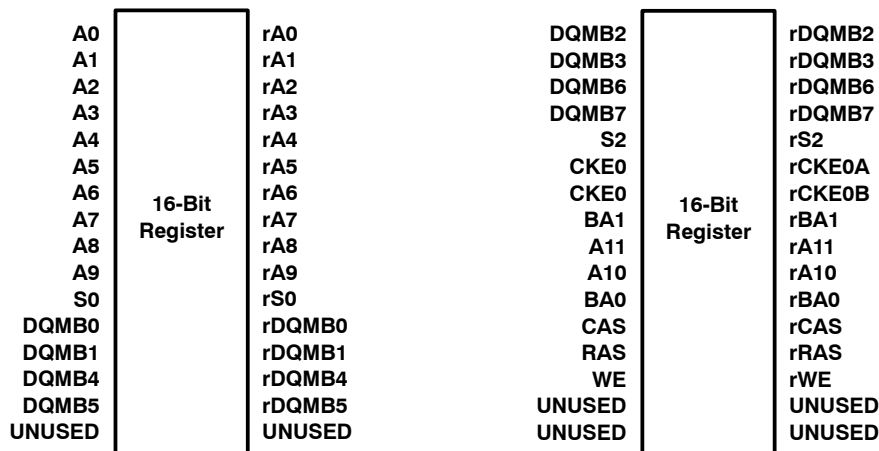 A0 rA0 DQMB2 rDQMB2
A1 rA1 DQMB3 rDQMB3
A2 rA2 DQMB6 rDQMB6
A3 rA3 DQMB7 rDQMB7
A4 rA4 S2 rS2
A5 rA5 CKE0 rCKE0A
A6 rA6 CKE0 rCKE0B
16-Bit 16-Bit
A7 rA7 BA1 rBA1
Register Register
A8 rA8 A11 rA11
A9 rA9 A10 rA10
S0 rS0 BA0 rBA0
DQMB0 rDQMB0 CAS rCAS
DQMB1 rDQMB1 RAS rRAS
DQMB4 rDQMB4 WE rWE
DQMB5 rDQMB5 UNUSED UNUSED
UNUSED UNUSED UNUSED UNUSED